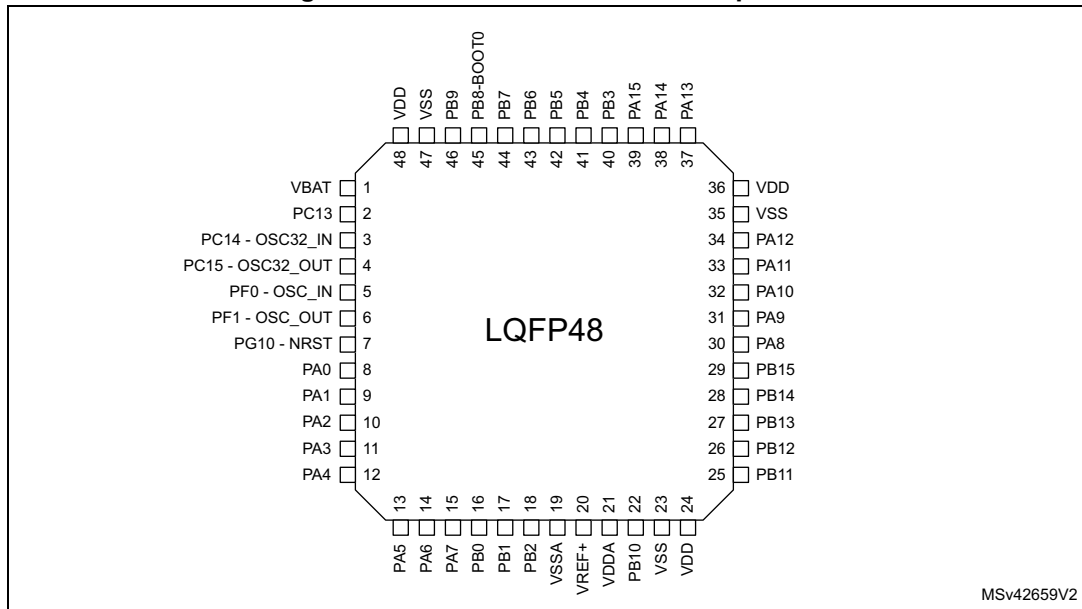 VDD
VSS
PB9
PB8-BOOT0
PB7
PB6
PB5
PB4
PB3
PA15
PA14
PA13
48
47
46
45
44
43
42
41
40
39
38
37
VBAT 1
PC13 2
PC14 - OSC32_IN 3
PC15 - OSC32_OUT 4
PF0 - OSC_IN 5
PF1 - OSC_OUT 6
PG10 - NRST 7
PA0 8
PA1 9
PA2 10
PA3 11
PA4 12
LQFP48
36 VDD
35 VSS
34 PA12
33 PA11
32 PA10
31 PA9
30 PA8
29 PB15
28 PB14
27 PB13
26 PB12
25 PB11
13
14
15
16
17
18
19
20
21
22
23
24
PA5
PA6
PA7
PB0
PB1
PB2
VSSA
VREF+
VDDA
PB10
VSS
VDD
MSv42659V2